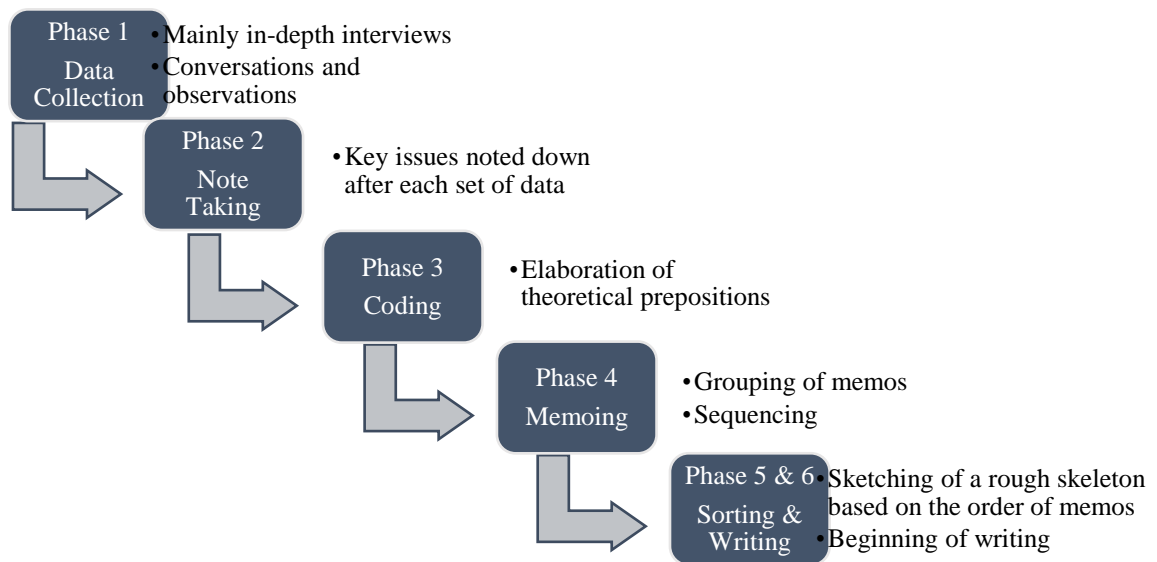 Phase 1
Data
Collection
• Mainly in-depth interviews
• Conversations and
observations
Phase 2
Note
Taking
• Key issues noted down
after each set of data
Phase 3
Coding
• Elaboration of
theoretical prepositions
Phase 4
Memoing
• Grouping of memos
• Sequencing
Phase 5 & 6
Sorting &
Writing
• Sketching of a rough skeleton
based on the order of memos
• Beginning of writing